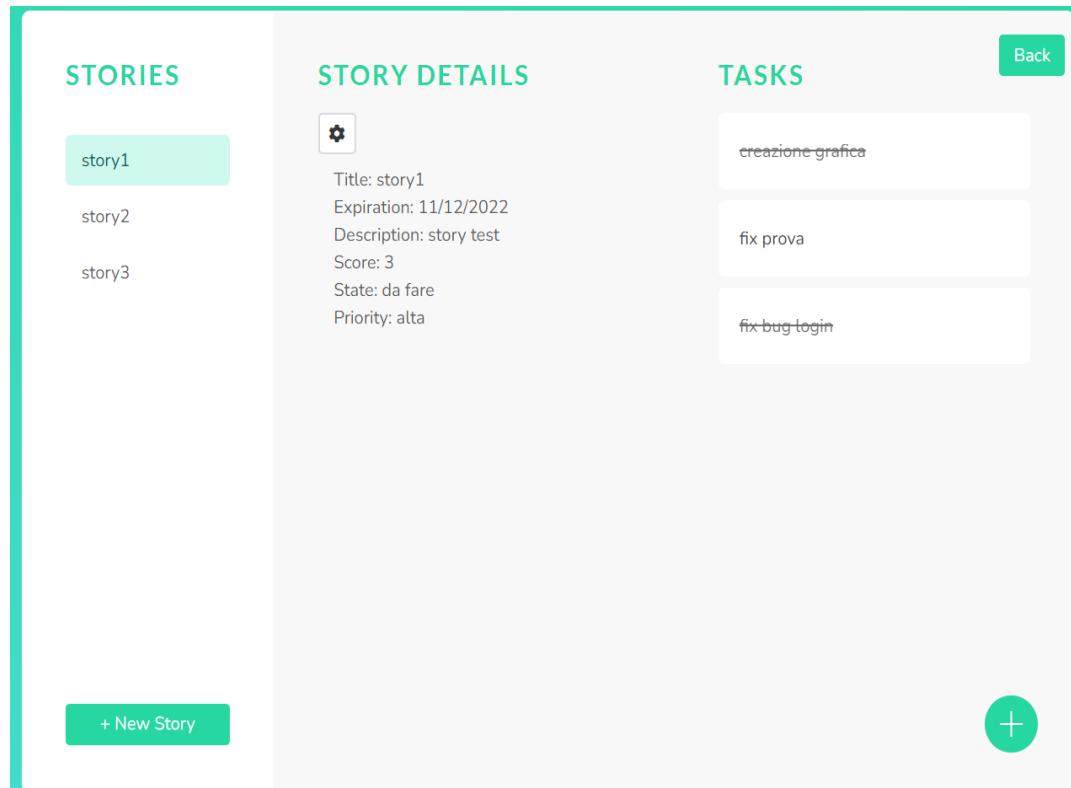 STORIES
story1
story2
story3
+ New Story
STORY DETAILS
Title: story1
Expiration: 11/12/2022
Description: story test
Score: 3
State: da fare
Priority: alta
Back
TASKS
creazione grafica
fix prova
fix bug login